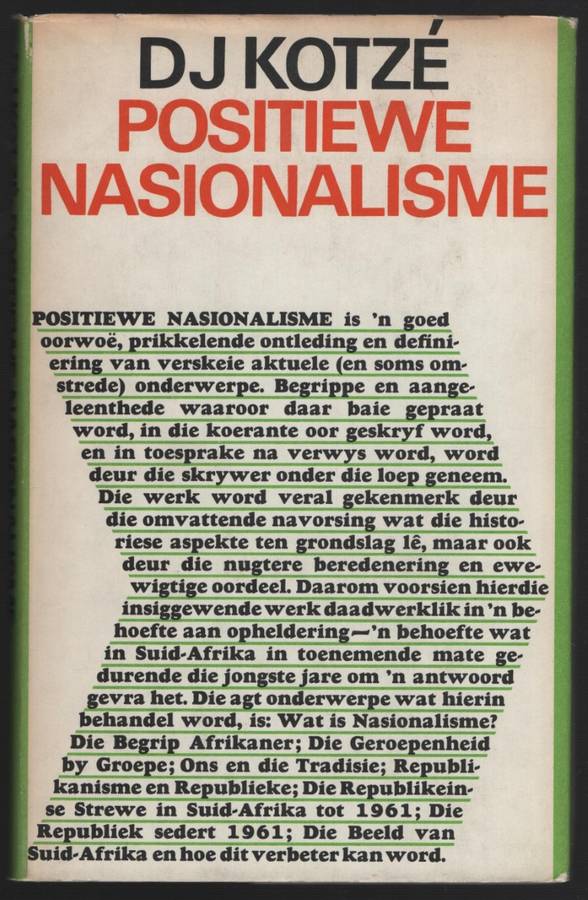 DJ KOTZÉ
POSITIEWE
NASIONALISME
POSITIEWE NASIONALISME is 'n goed
oorwoë, prikkelende ontleding en defini-
ering van verskeie aktuele (en soms om-
strede) onderwerpe. Begrippe en aange-
leenthede waaroor daar baie gepraat
word, in die koerante oor geskryf word,
en in toesprake na verwys word, word
deur die skrywer onder die loep geneem.
Die werk word veral gekenmerk deur
die omvattende navorsing wat die histo-
riese aspekte ten grondslag lê, maar ook
deur die nugtere beredenering en ewe-
wigtige oordeel. Daarom voorsien hierdie
insiggewende werk daadwerklik in 'n be-
hoefte aan opheldering—'n behoefte wat
in Suid-Afrika in toenemende mate ge-
durende die jongste jare om 'n antwoord
gevra het. Die agt onderwerpe wat hierin
behandel word, is: Wat is Nasionalisme?
Die Begrip Afrikaner; Die Geroepenheid
by Groepe; Ons en die Tradisie; Republi-
kanisme en Republieke; Die Republikein-
se Strewe in Suid-Afrika tot 1961; Die
Republiek sedert 1961; Die Beeld van
Suid-Afrika en hoe dit verbeter kan word.